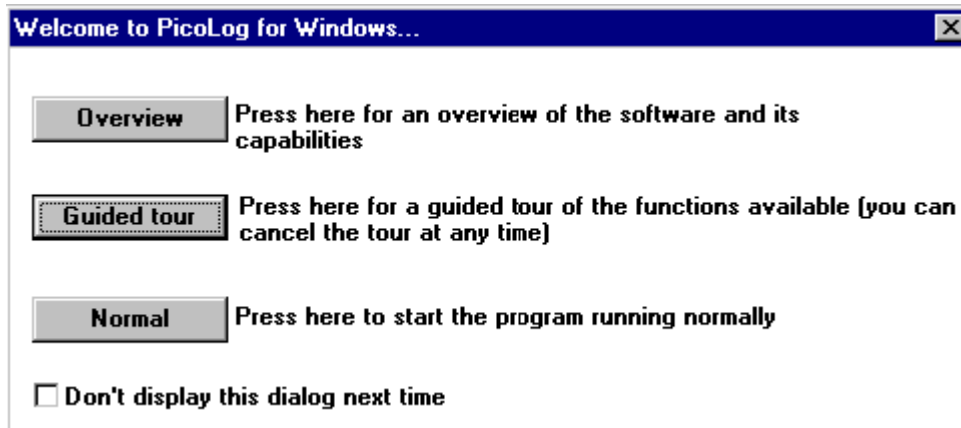 Welcome to PicoLog for Windows...
Overview
Press here for an overview of the software and its
capabilities
Guided tour
Press here for a guided tour of the functions available (you can
cancel the tour at any time)
Normal
Press here to start the program running normally
Don't display this dialog next time